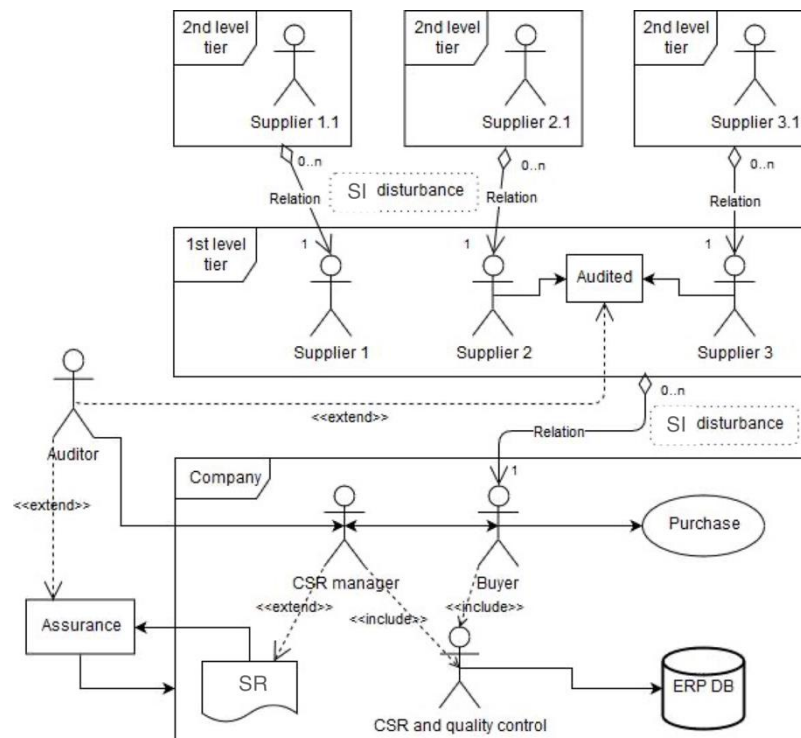 2nd level
tier
Supplier 1.1
2nd level
tier
Supplier 2.1
2nd level
tier
Supplier 3.1
0..n
0..n
0..n
Relation
SI disturbance
Relation
Relation
1st level
tier
1
1
1
Audited
Supplier 1
Supplier 2
Supplier 3
0..n
<<extend>>
SI disturbance
Relation
Auditor
Company
1
<<extend>>
Purchase
CSR manager
Buyer
<<extend>>
<<include>>
<<include>>
Assurance
SR
ERP DB
CSR and quality control